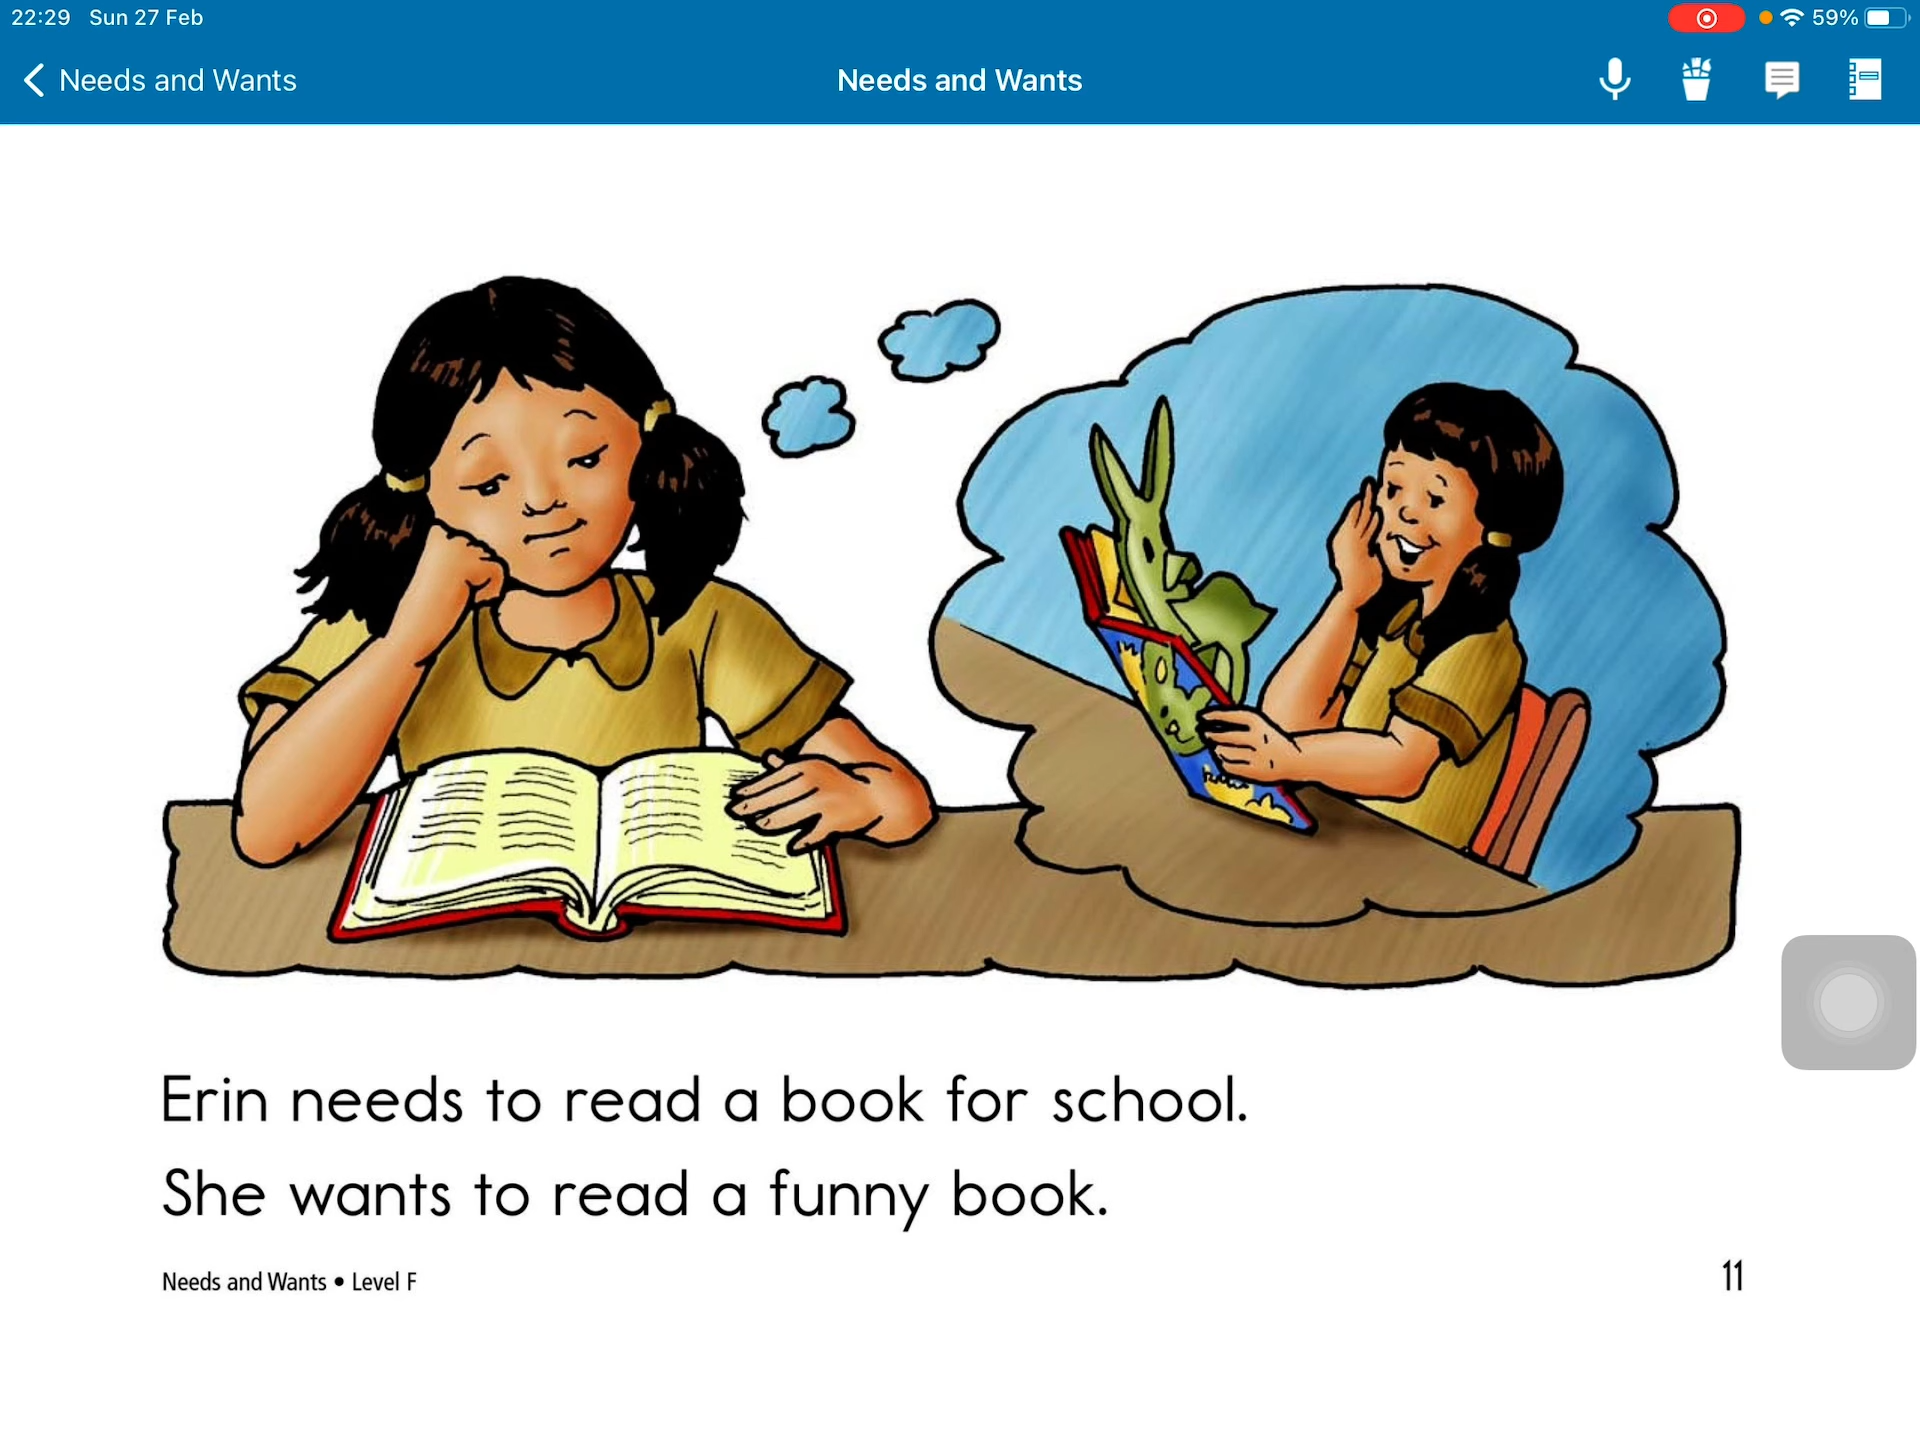 22:29 Sun 27 Feb
59%
Needs and Wants
Needs and Wants
Erin needs to read a book for school.
She wants to read a funny book.
Needs and Wants • Level F
11